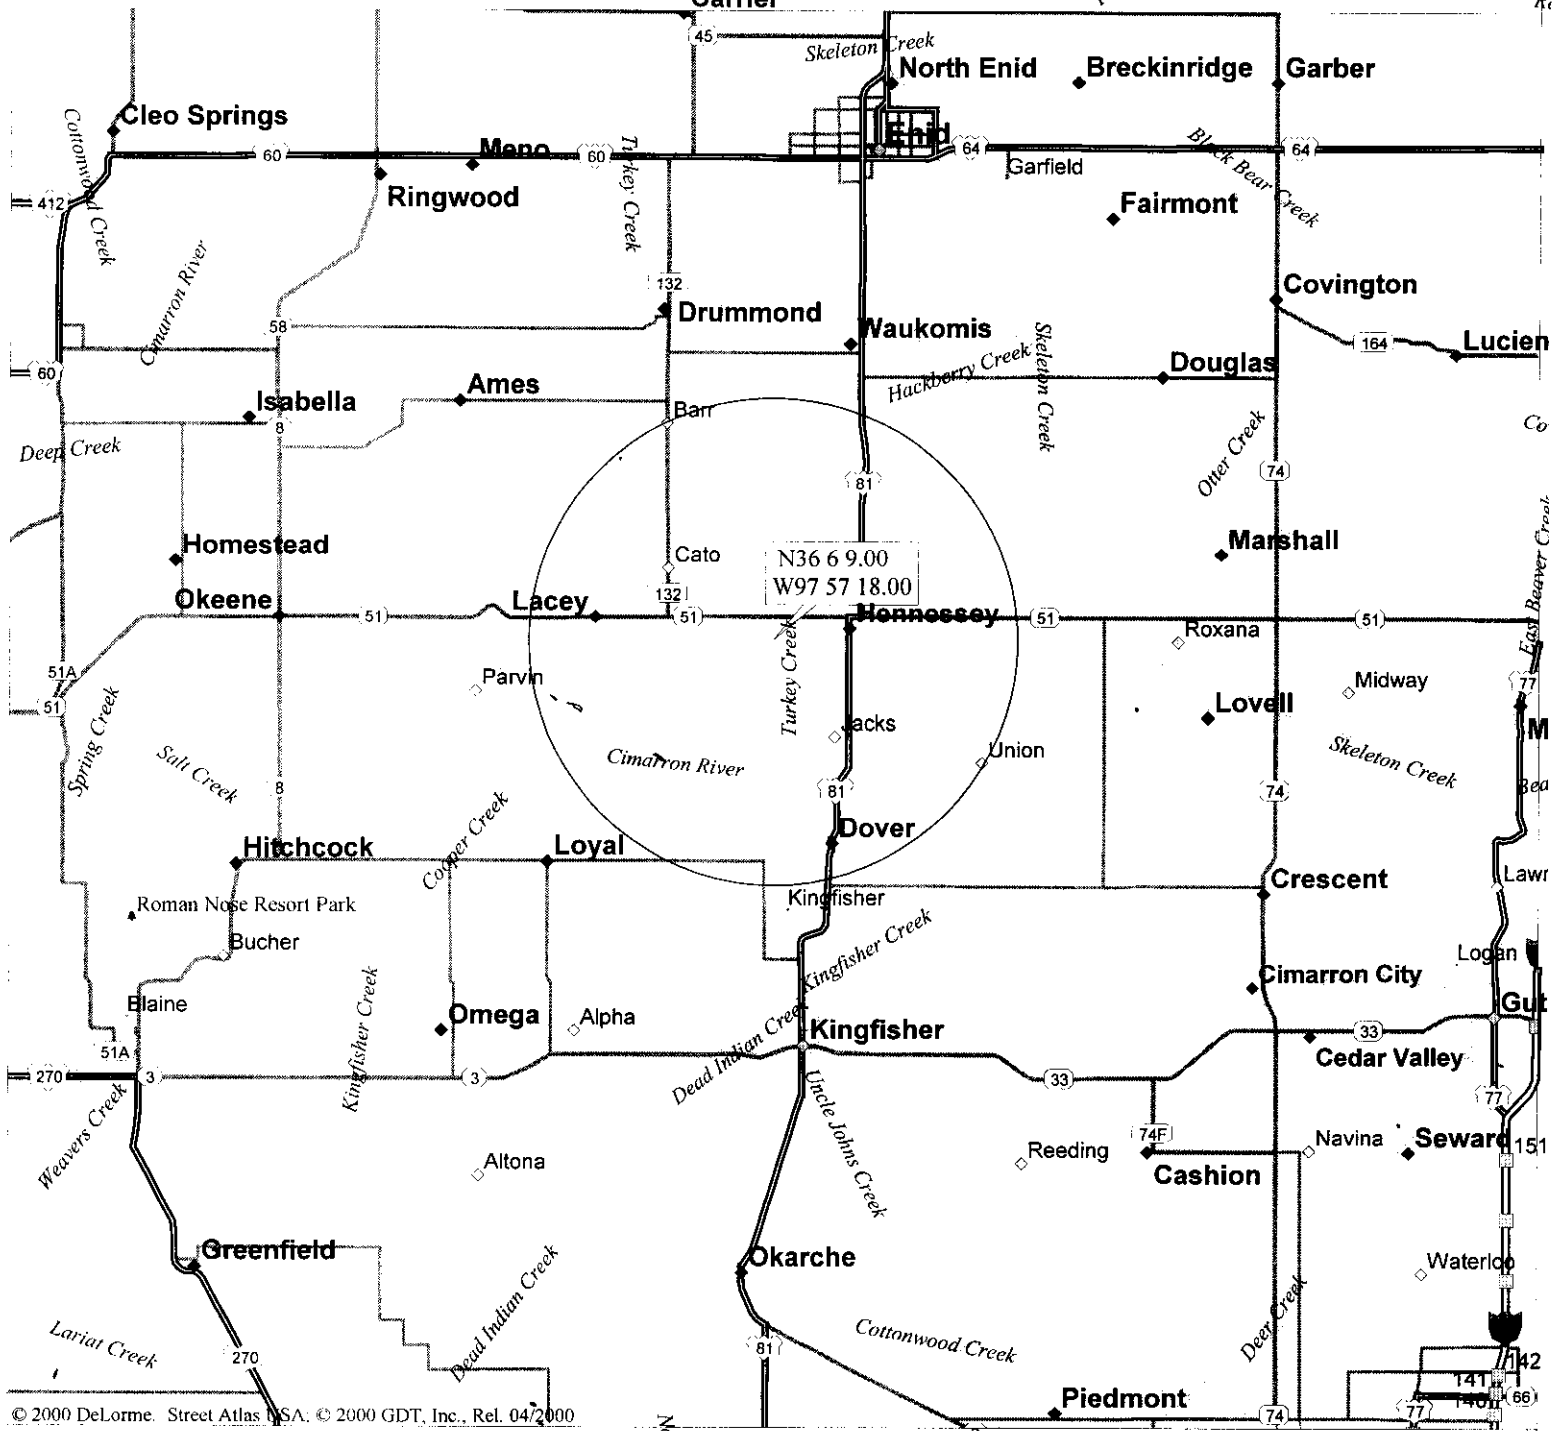 45
Skeleton Creek
North Enid
Breckinridge
Garber
Cleo Springs
Cottonwood Creek
60
Meno
60
Turkey Creek
Enid
64
Garfield
Black Bear Creek
64
Ringwood
412
Fairmont
Cimarron River
132
Drummond
Covington
58
Waukomis
Skeleton Creek
164
Lucien
60
Hackberry Creek
Douglas
Isabella
Ames
Barr
8
Deep Creek
Otter Creek
74
81
Homestead
Cato
N36 6 9.00
W97 57 18.00
Marshall
East Beaver Creek
Okeene
51
Lacey
132
51
Hennessey
51
51
Roxana
Turkey Creek
51A
51
Parvin
Midway
77
Lovell
Spring Creek
Salt Creek
Jacks
Union
Skeleton Creek
Cimarron River
8
81
74
Cooper Creek
Dover
Hitchcock
Loyal
Crescent
Kingfisher
Roman Nose Resort Park
Bucher
Kingfisher Creek
Logan
Blaine
Kingfisher Creek
Cimarron City
Omega
Alpha
Dead Indian Creek
Kingfisher
33
Cedar Valley
51A
270
3
3
33
77
Weavers Creek
Uncle Johns Creek
74F
Reeding
Navina
Seward
151
Altona
Cashion
Greenfield
Okarche
Waterloo
Dead Indian Creek
Deer Creek
Lariat Creek
270
81
Cottonwood Creek
142
141
140
66
Piedmont
74
77
© 2000 DeLorme. Street Atlas USA; © 2000 GDT, Inc., Rel. 04/2000